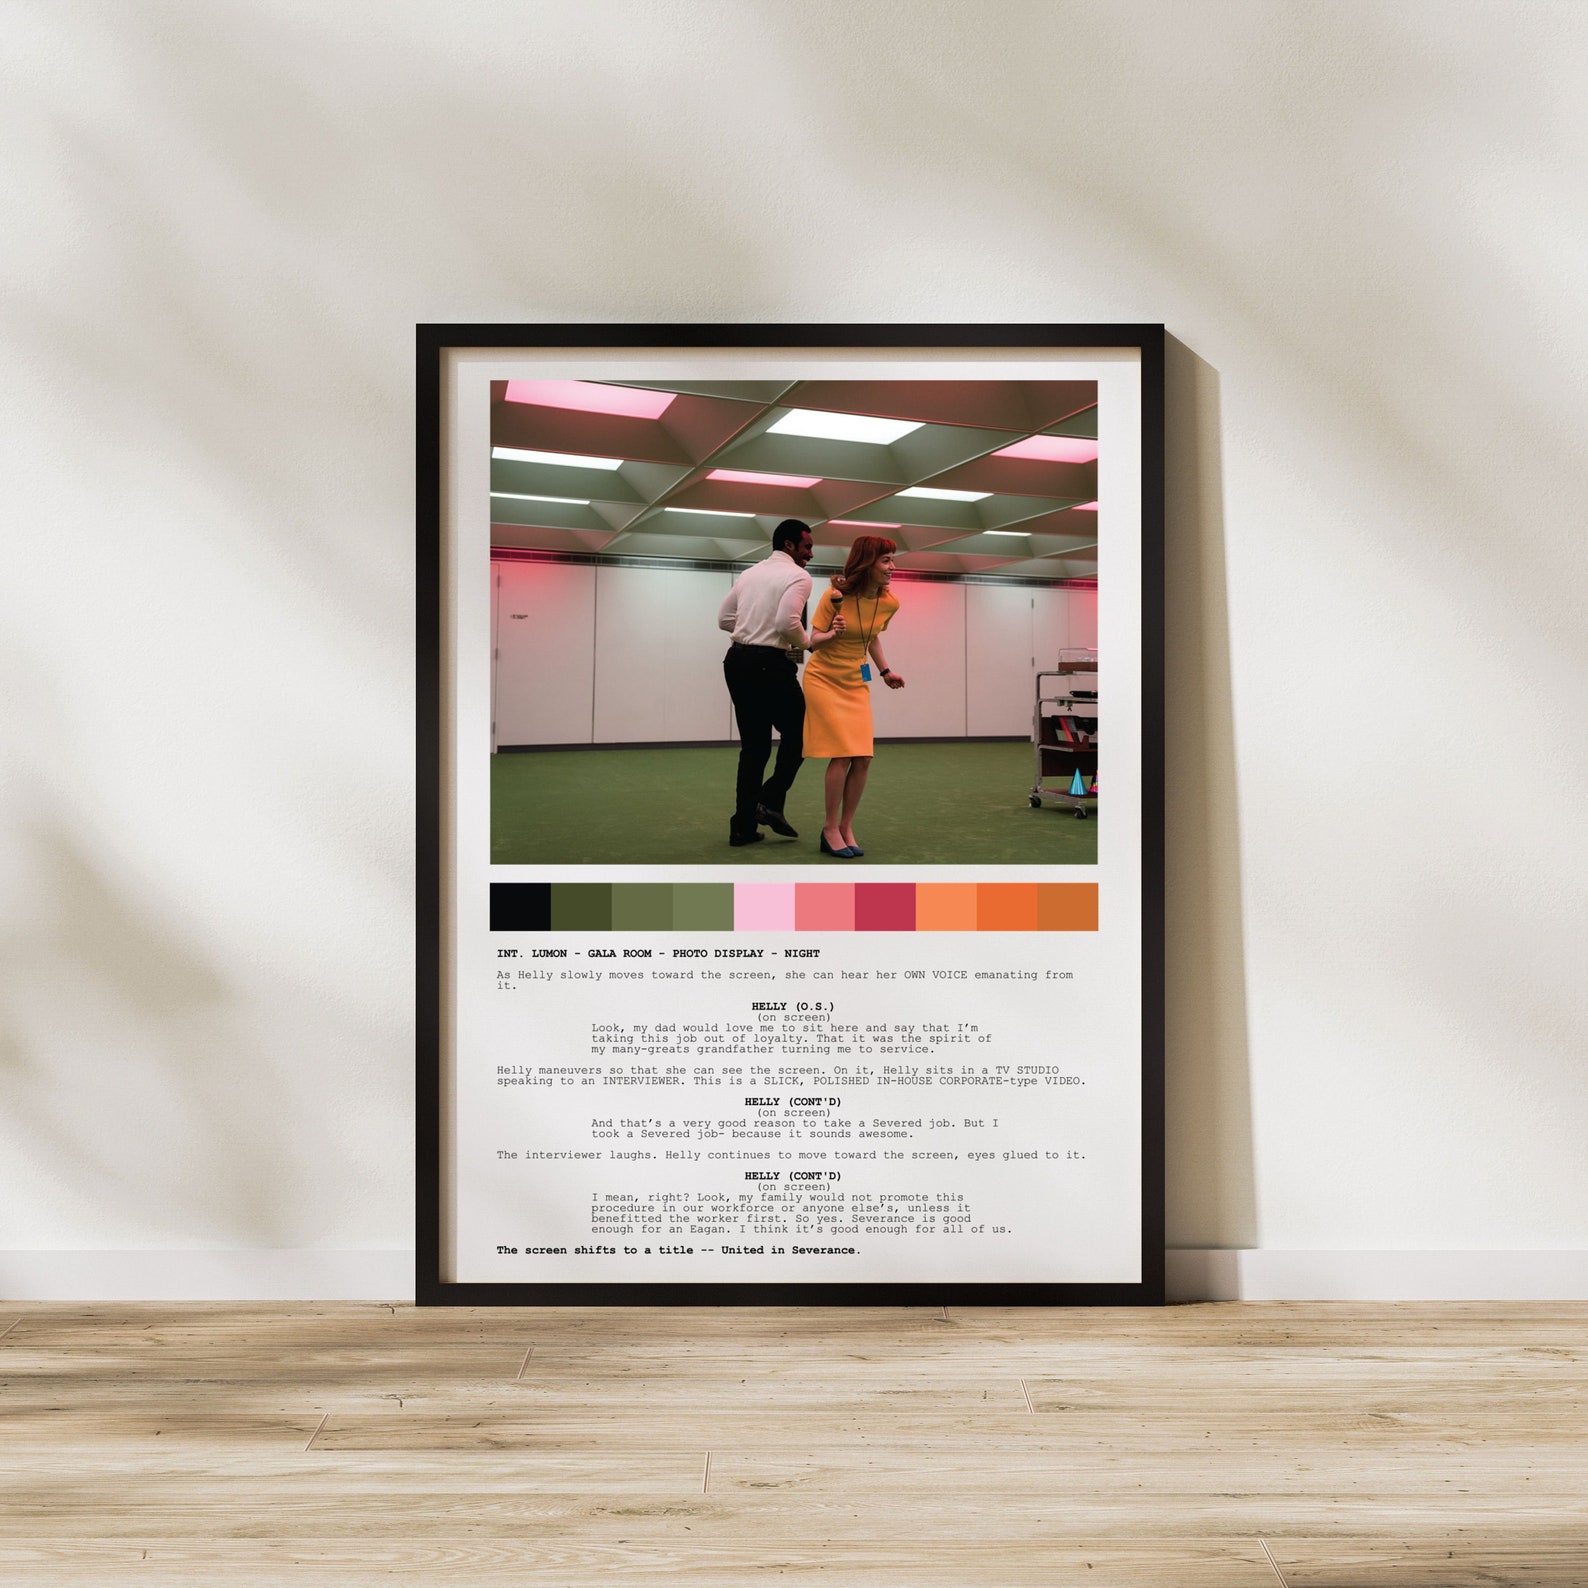 INT. LUMON - GALA ROOM - PHOTO DISPLAY - NIGHT
As Helly slowly moves toward the screen, she can hear her OWN VOICE emanating from
it.
HELLY (O.S.)
(on screen)
Look, my dad would love me to sit here and say that I’m
taking this job out of loyalty. That it was the spirit of
my many-greats grandfather turning me to service.
Helly maneuvers so that she can see the screen. On it, Helly sits in a TV STUDIO
speaking to an INTERVIEWER. This is a SLICK, POLISHED IN-HOUSE CORPORATE-type VIDEO.
HELLY (CONT'D)
(on screen)
And that’s a very good reason to take a Severed job. But I
took a Severed job- because it sounds awesome.
The interviewer laughs. Helly continues to move toward the screen, eyes glued to it.
HELLY (CONT'D)
(on screen)
I mean, right? Look, my family would not promote this
procedure in our workforce or anyone else’s, unless it
benefitted the worker first. So yes. Severance is good
enough for an Eagan. I think it’s good enough for all of us.
The screen shifts to a title -- United in Severance.